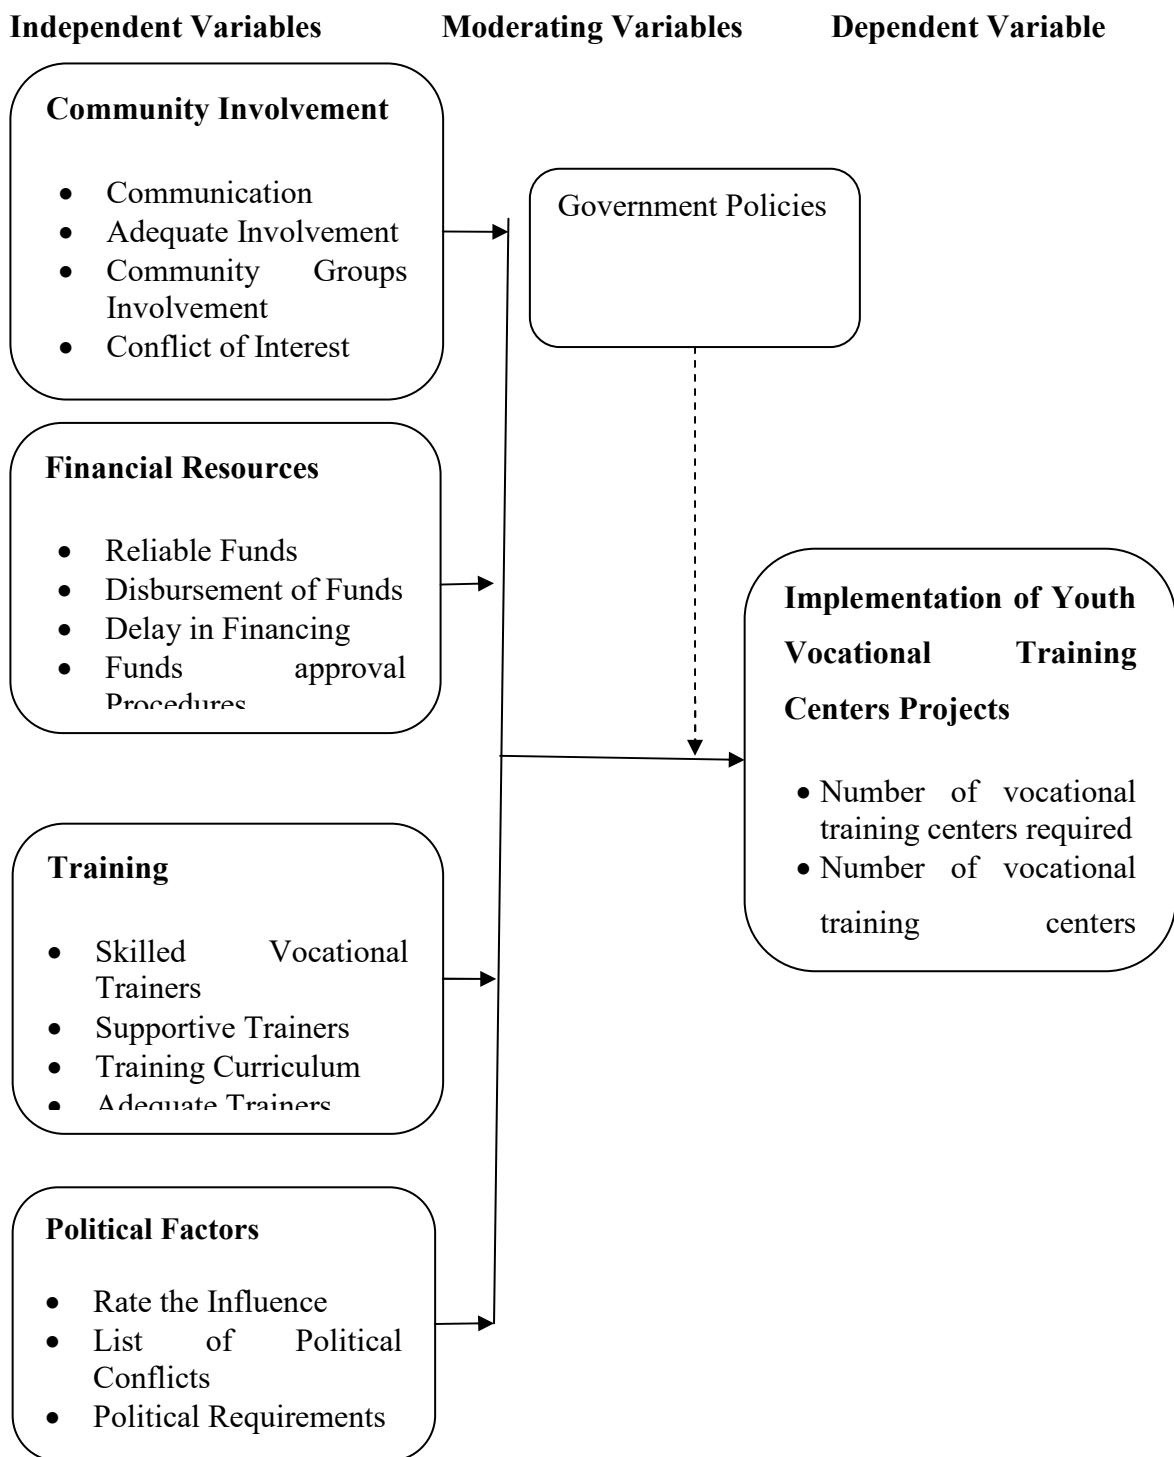 Independent Variables
Moderating Variables
Dependent Variable
Community Involvement
• Communication
• Adequate Involvement
• Community Groups
Involvement
• Conflict of Interest
Government Policies
Financial Resources
• Reliable Funds
• Disbursement of Funds
• Delay in Financing
• Funds approval
Procedures
Implementation of Youth
Vocational Training
Centers Projects
• Number of vocational
training centers required
• Number of vocational
training centers
Training
• Skilled Vocational
Trainers
• Supportive Trainers
• Training Curriculum
• Adequate Trainers
Political Factors
• Rate the Influence
• List of Political
Conflicts
• Political Requirements